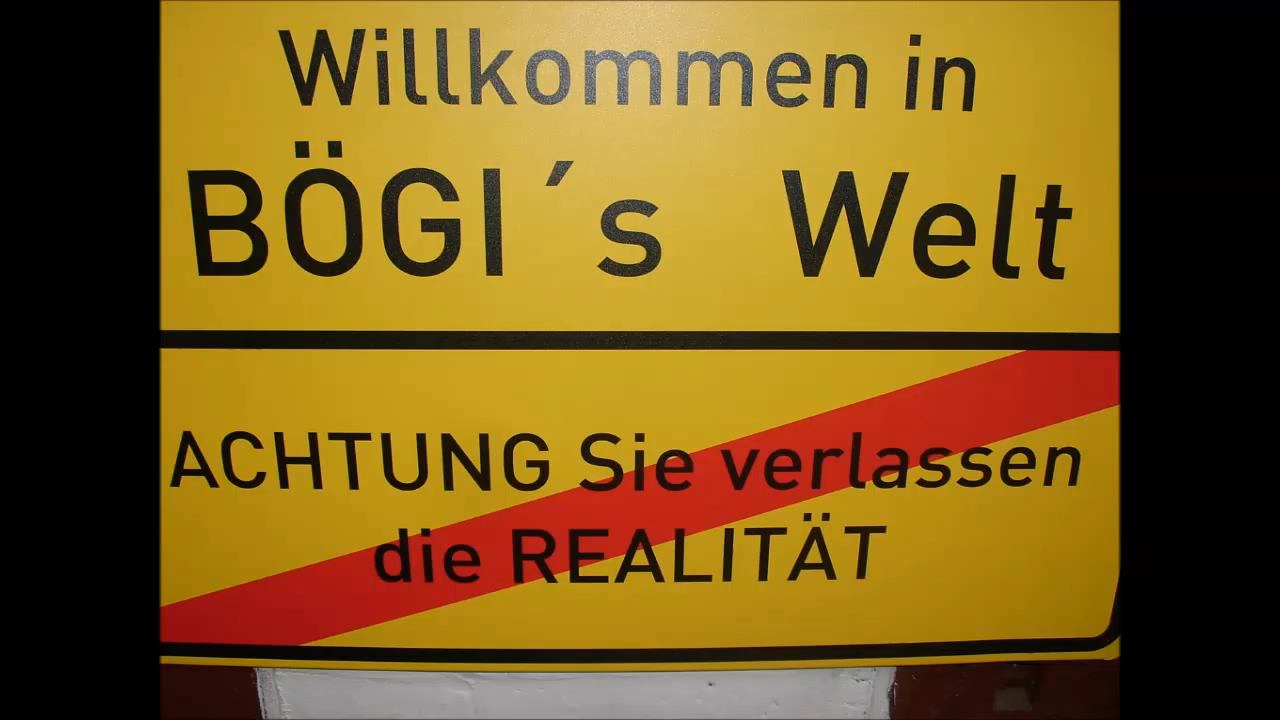 Willkommen in
BÖGI´s Welt
ACHTUNG Sie verlassen
die REALITÄT